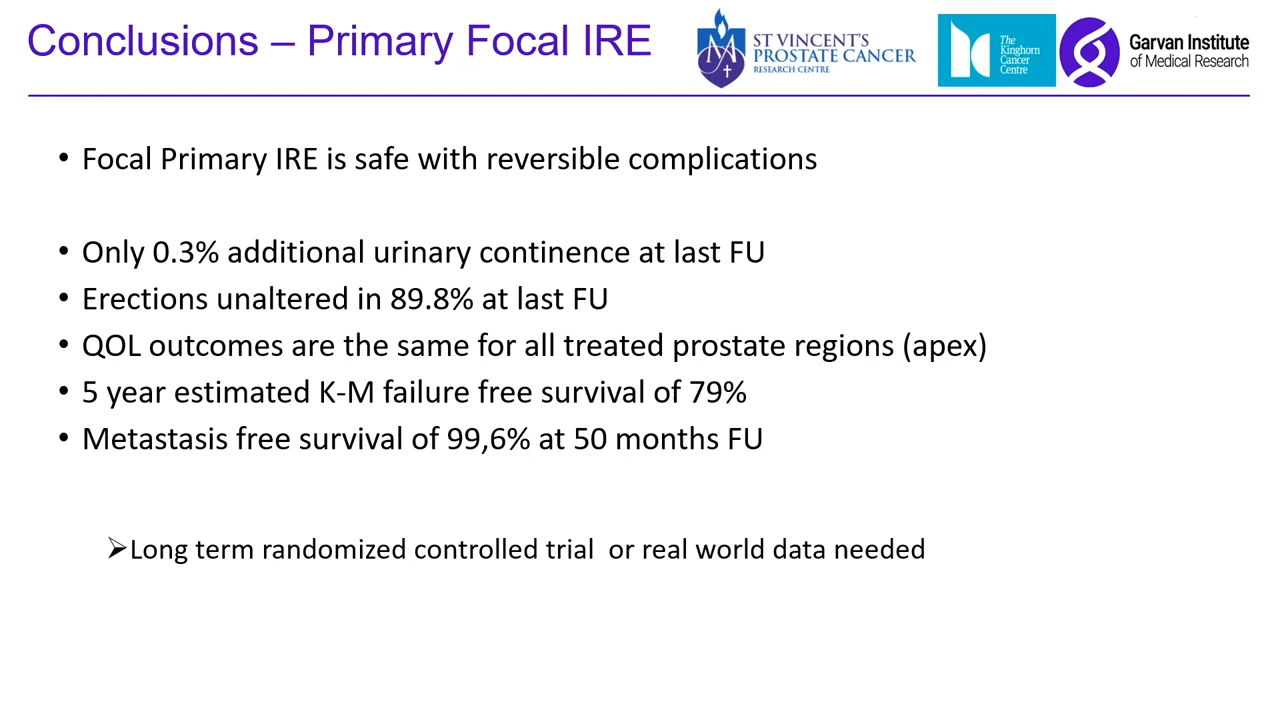 Conclusions – Primary Focal IRE
ST VINCENT'S
PROSTATE CANCER
RESEARCH CENTRE
The
Kinghorn
Cancer
Centre
Garvan Institute
of Medical Research
• Focal Primary IRE is safe with reversible complications
• Only 0.3% additional urinary continence at last FU
• Erections unaltered in 89.8% at last FU
• QOL outcomes are the same for all treated prostate regions (apex)
• 5 year estimated K-M failure free survival of 79%
• Metastasis free survival of 99,6% at 50 months FU
➢Long term randomized controlled trial  or real world data needed